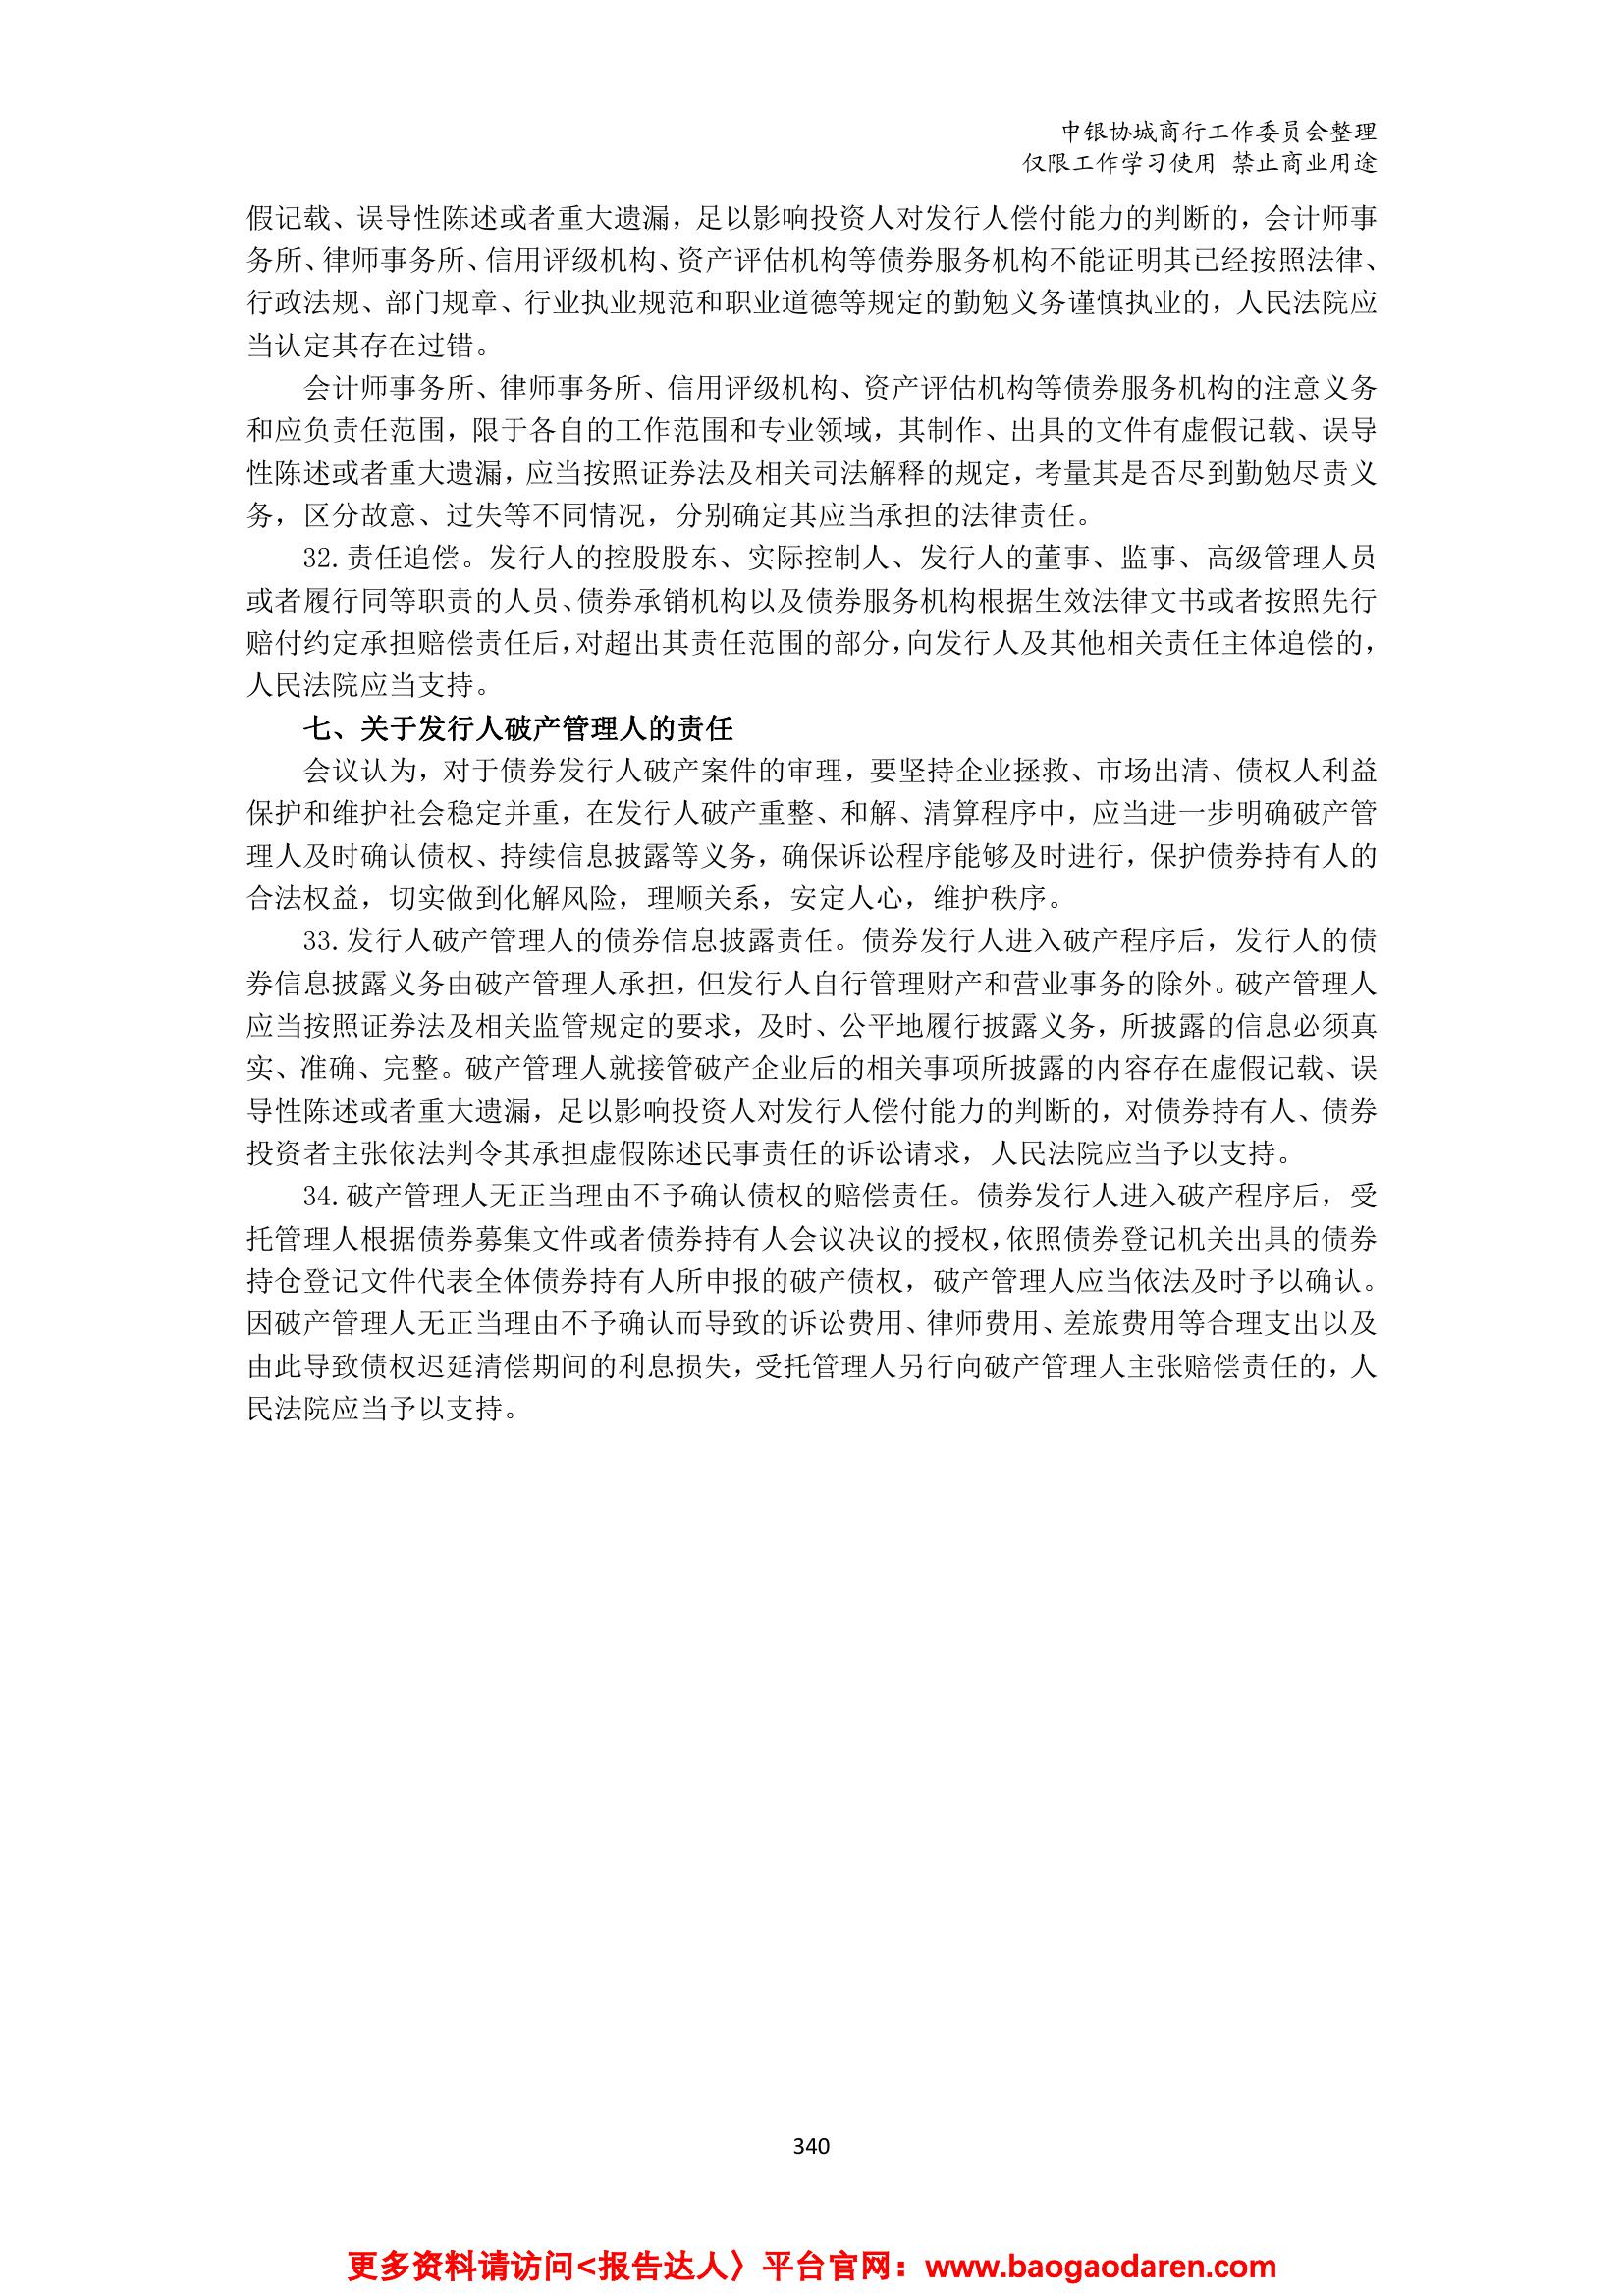 中银协城商行工作委员会整理
仅限工作学习使用 禁止商业用途
假记载、误导性陈述或者重大遗漏，足以影响投资人对发行人偿付能力的判断的，会计师事
务所、律师事务所、信用评级机构、资产评估机构等债券服务机构不能证明其已经按照法律、
行政法规、部门规章、行业执业规范和职业道德等规定的勤勉义务谨慎执业的，人民法院应
当认定其存在过错。
会计师事务所、律师事务所、信用评级机构、资产评估机构等债券服务机构的注意义务
和应负责任范围，限于各自的工作范围和专业领域，其制作、出具的文件有虚假记载、误导
性陈述或者重大遗漏，应当按照证券法及相关司法解释的规定，考量其是否尽到勤勉尽责义
务，区分故意、过失等不同情况，分别确定其应当承担的法律责任。
32.责任追偿。发行人的控股股东、实际控制人、发行人的董事、监事、高级管理人员
或者履行同等职责的人员、债券承销机构以及债券服务机构根据生效法律文书或者按照先行
赔付约定承担赔偿责任后，对超出其责任范围的部分，向发行人及其他相关责任主体追偿的，
人民法院应当支持。
七、关于发行人破产管理人的责任
会议认为，对于债券发行人破产案件的审理，要坚持企业拯救、市场出清、债权人利益
保护和维护社会稳定并重，在发行人破产重整、和解、清算程序中，应当进一步明确破产管
理人及时确认债权、持续信息披露等义务，确保诉讼程序能够及时进行，保护债券持有人的
合法权益，切实做到化解风险，理顺关系，安定人心，维护秩序。
33.发行人破产管理人的债券信息披露责任。债券发行人进入破产程序后，发行人的债
券信息披露义务由破产管理人承担，但发行人自行管理财产和营业事务的除外。破产管理人
应当按照证券法及相关监管规定的要求，及时、公平地履行披露义务，所披露的信息必须真
实、准确、完整。破产管理人就接管破产企业后的相关事项所披露的内容存在虚假记载、误
导性陈述或者重大遗漏，足以影响投资人对发行人偿付能力的判断的，对债券持有人、债券
投资者主张依法判令其承担虚假陈述民事责任的诉讼请求，人民法院应当予以支持。
34.破产管理人无正当理由不予确认债权的赔偿责任。债券发行人进入破产程序后，受
托管理人根据债券募集文件或者债券持有人会议决议的授权，依照债券登记机关出具的债券
持仓登记文件代表全体债券持有人所申报的破产债权，破产管理人应当依法及时予以确认。
因破产管理人无正当理由不予确认而导致的诉讼费用、律师费用、差旅费用等合理支出以及
由此导致债权迟延清偿期间的利息损失，受托管理人另行向破产管理人主张赔偿责任的，人
民法院应当予以支持。
340
更多资料请访问<报告达人〉平台官网：www.baogaodaren.com